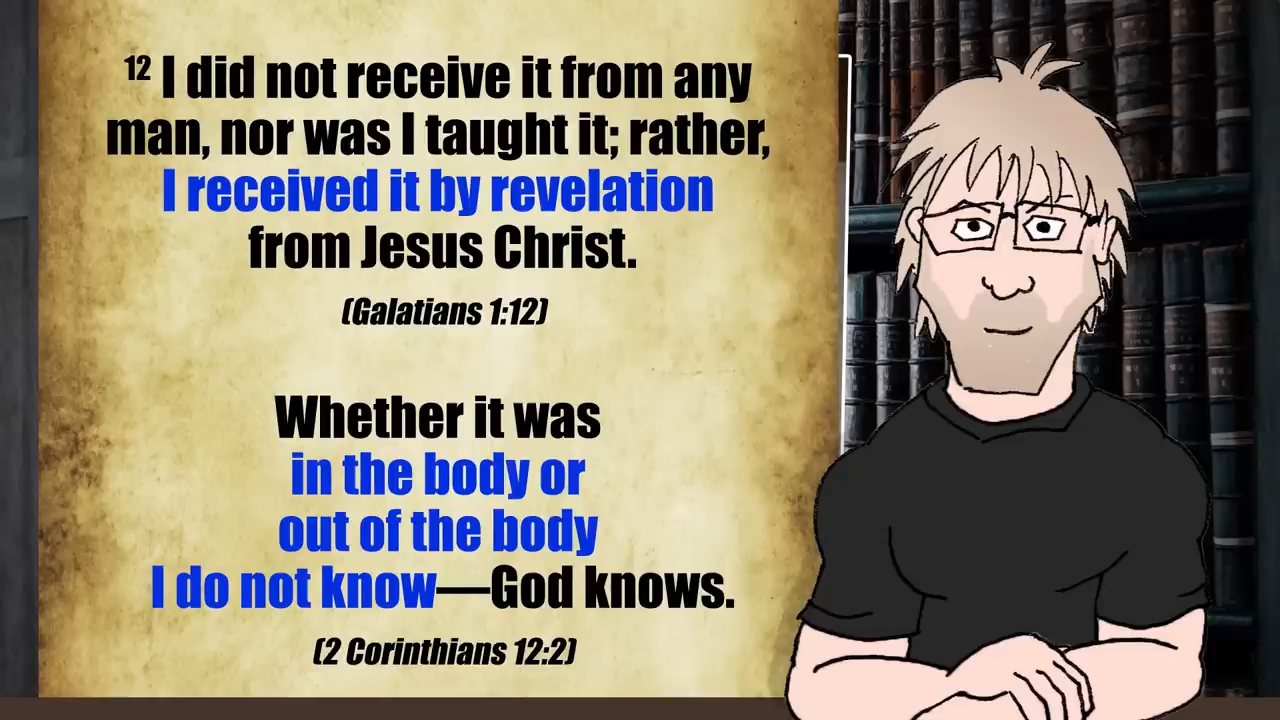 12 I did not receive it from any
man, nor was I taught it; rather,
I received it by revelation
from Jesus Christ.
(Galatians 1:12)
Whether it was
in the body or
out of the body
I do not know—God knows.
(2 Corinthians 12:2)